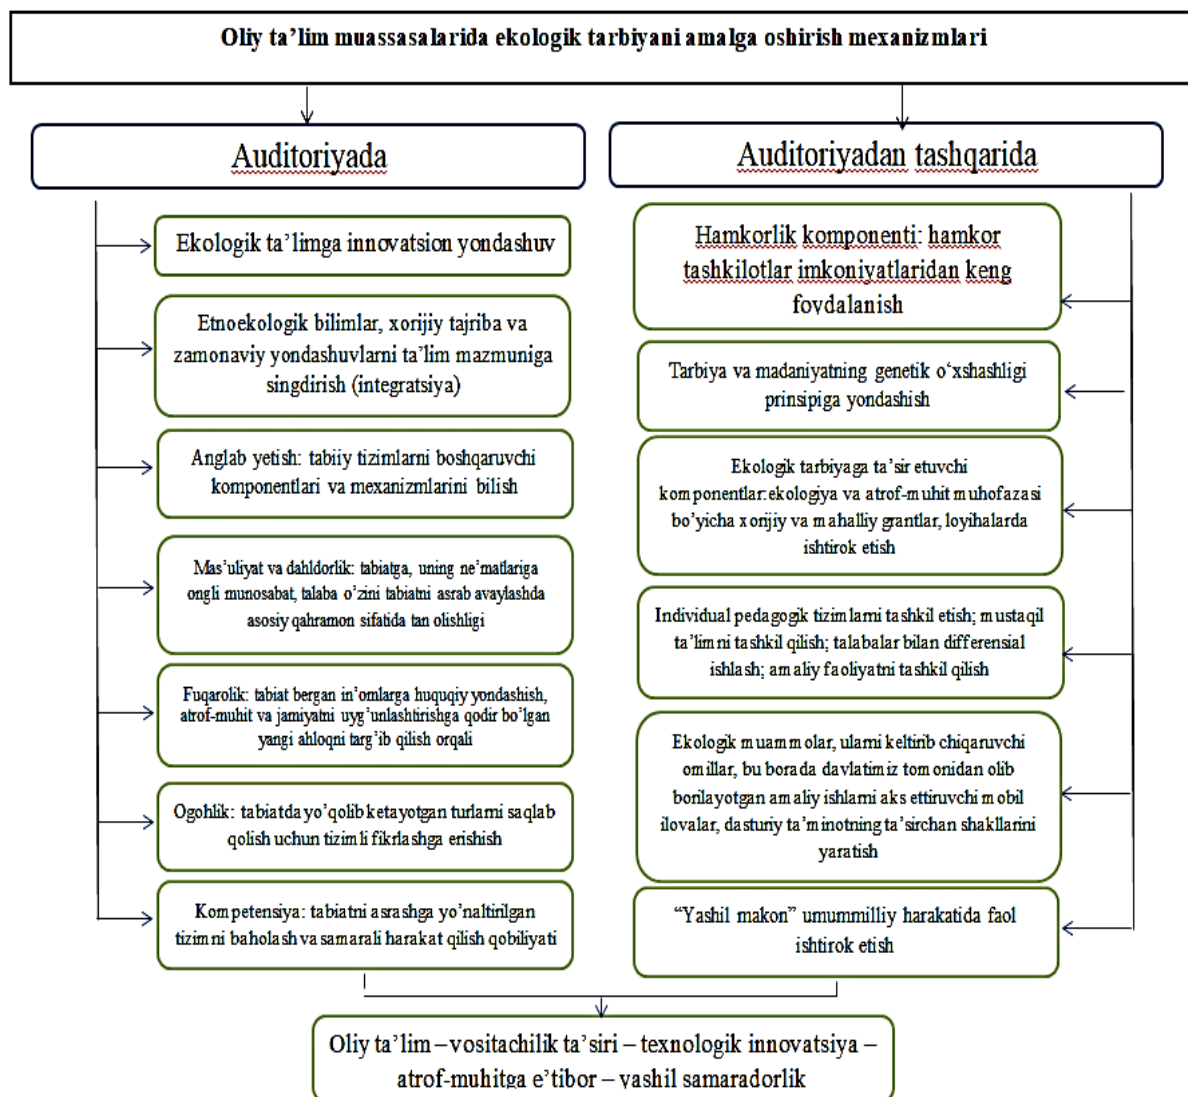 Oliy ta’lim muassasalarida ekologik tarbiyani amalga oshirish mexanizmlari
Auditoriyada
Ekologik ta’limga innovatsion yondashuv
Etnoekologik bilimlar, xorijiy tajriba va
zamonaviy yondashuvlarni ta’lim mazmuniga
singdirish (integratsiya)
Anglab yetish: tabiiy tizimlarni boshqaruvchi
komponentlari va mexanizmlarini bilish
Mas’uliyat va dahldorlik: tabiatga, uning ne’matlariga
ongli munosabat, talaba o’zini tabiatni asrab avaylashda
asosiy qahramon sifatida tan olishligi
Fuqarolik: tabiat bergan in’omlarga huquqiy yondashish,
atrof-muhit va jamiyatni uyg’unlashtirishga qodir bo’lgan
yangi ahloqni targ’ib qilish orqali
Ogohlik: tabiatda yo’qolib ketayotgan turlarni saqlab
qolish uchun tizimli fikrlashga erishish
Kompetensiya: tabiatni asrashga yo’naltirilgan
tizimni baholash va samarali harakat qilish qobiliyati
Auditoriyadan tashqarida
Hamkorlik komponenti: hamkor
tashkilotlar imkoniyatlaridan keng
foydalanish
Tarbiya va madaniyatning genetik o‘xshashligi
prinsipiga yondashish
Ekologik tarbiyaga ta’sir etuvchi
komponentlar:ekologiya va atrof-muhit muhofazasi
bo’yicha xorijiy va mahalliy grantlar, loyihalarda
ishtirok etish
Individual pedagogik tizimlarni tashkil etish; mustaqil
ta’limni tashkil qilish; talabalar bilan differensial
ishlash; amaliy faoliyatni tashkil qilish
Ekologik muammolar, ularni keltirib chiqaruvchi
omillar, bu borada davlatimiz tomonidan olib
borilayotgan amaliy ishlarni aks ettiruvchi mobil
ilovalar, dasturiy ta’minotning ta’sirchan shakllarini
yaratish
“Yashil makon” umummilliy harakatida faol
ishtirok etish
Oliy ta’lim – vositachilik ta’siri – texnologik innovatsiya –
atrof-muhitga e’tibor – yashil samaradorlik